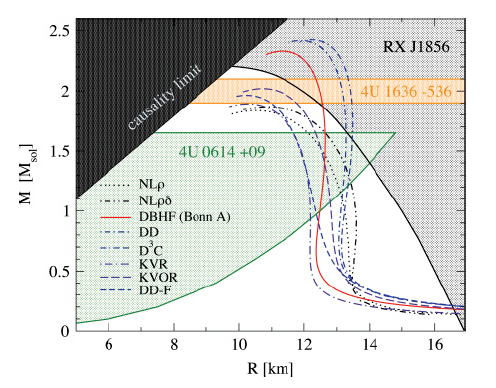 2.5
2
1.5
1
0.5
0
M [M_sol]
causality limit
RX J1856
4U 1636 -536
4U 0614 +09
NLρ
NLρδ
DBHF (Bonn A)
DD
D³C
KVR
KVOR
DD-F
6 8 10 12 14 16
R [km]